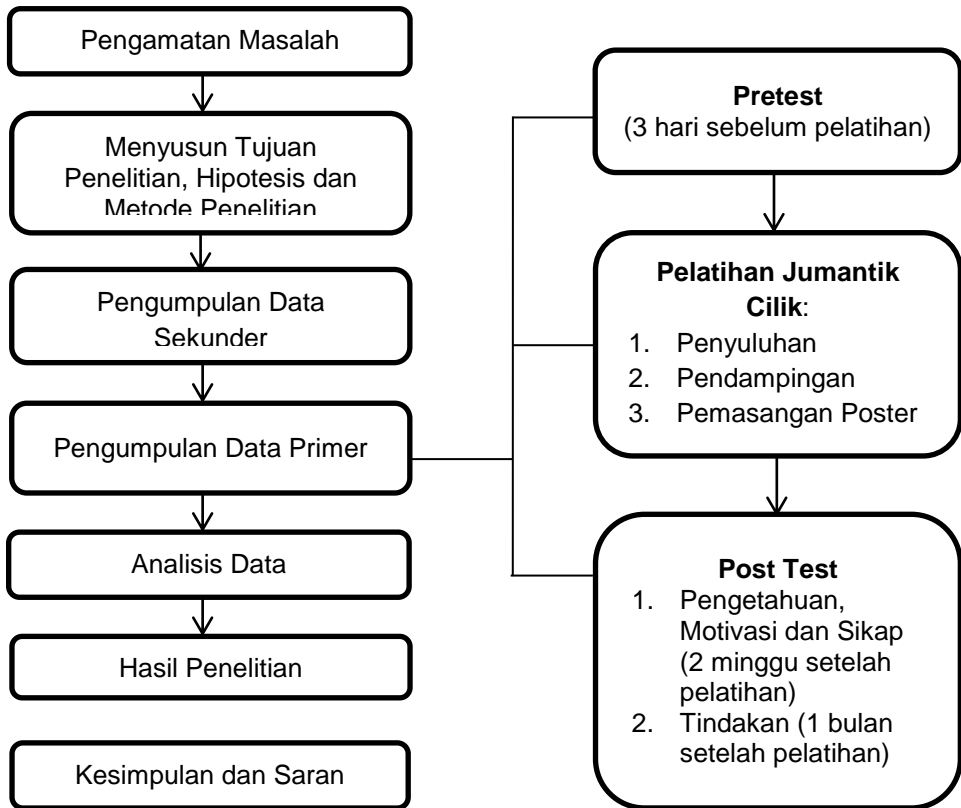 Pengamatan Masalah
Menyusun Tujuan
Penelitian, Hipotesis dan
Metode Penelitian
Pengumpulan Data
Sekunder
Pengumpulan Data Primer
Analisis Data
Hasil Penelitian
Kesimpulan dan Saran
Pretest
(3 hari sebelum pelatihan)
Pelatihan Jumantik
Cilik:
1. Penyuluhan
2. Pendampingan
3. Pemasangan Poster
Post Test
1. Pengetahuan,
Motivasi dan Sikap
(2 minggu setelah
pelatihan)
2. Tindakan (1 bulan
setelah pelatihan)